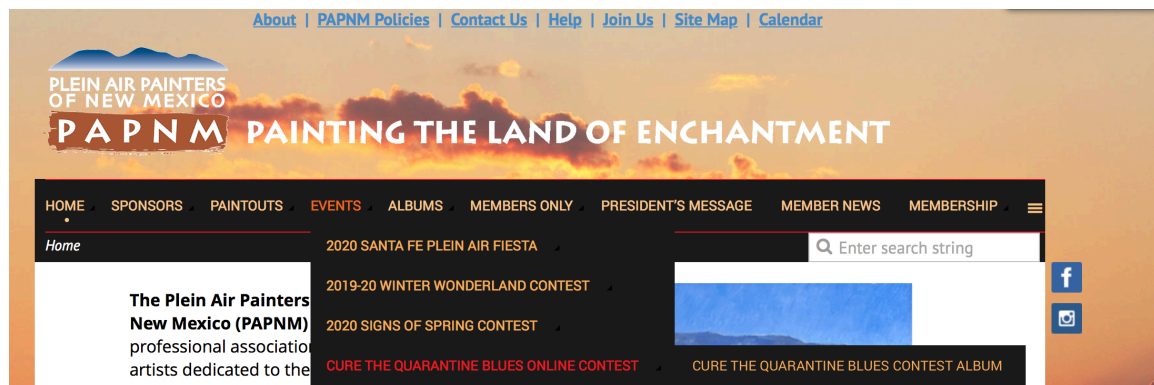 About | PAPNM Policies | Contact Us | Help | Join Us | Site Map | Calendar
PLEIN AIR PAINTERS
OF NEW MEXICO
PAPNM
PAINTING THE LAND OF ENCHANTMENT
HOME SPONSORS PAINTOUTS EVENTS ALBUMS MEMBERS ONLY PRESIDENT'S MESSAGE MEMBER NEWS MEMBERSHIP
Home
Enter search string
2020 SANTA FE PLEIN AIR FIESTA
2019-20 WINTER WONDERLAND CONTEST
2020 SIGNS OF SPRING CONTEST
CURE THE QUARANTINE BLUES ONLINE CONTEST
CURE THE QUARANTINE BLUES CONTEST ALBUM
The Plein Air Painters
New Mexico (PAPNM)
professional
artists dedicated to the
f